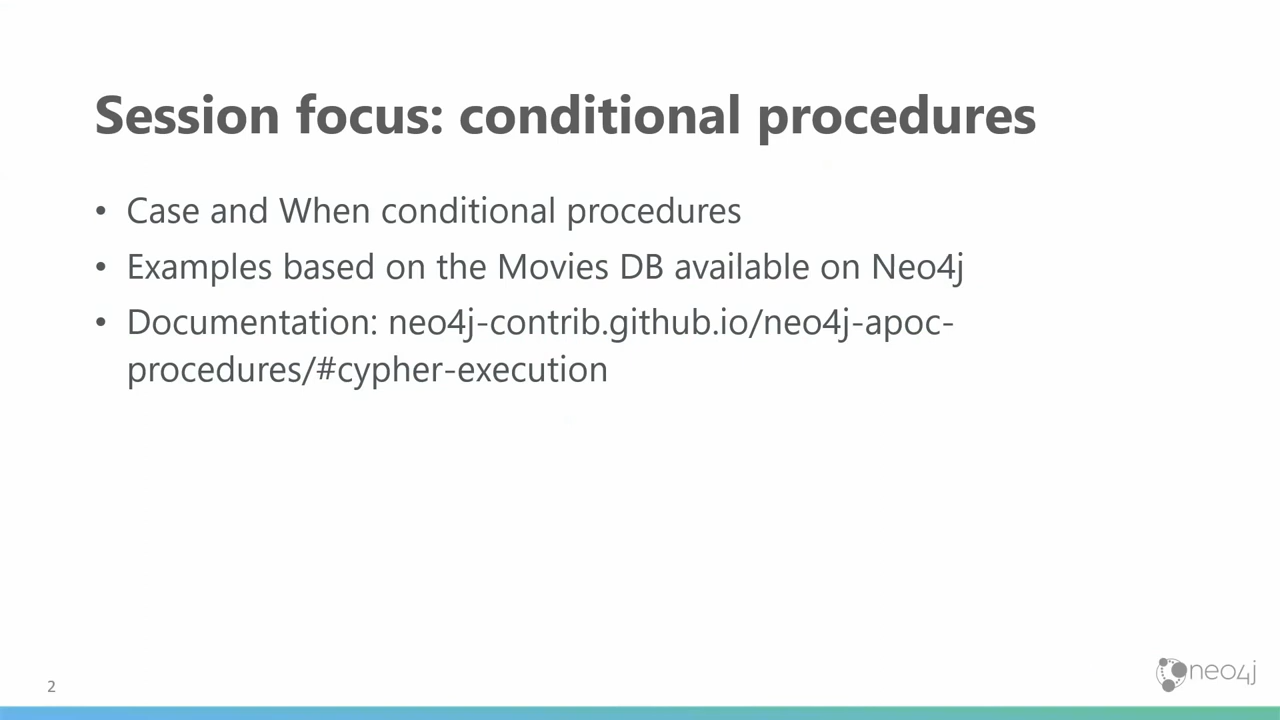 Session focus: conditional procedures
• Case and When conditional procedures
• Examples based on the Movies DB available on Neo4j
• Documentation: neo4j-contrib.github.io/neo4j-apoc-
procedures/#cypher-execution
2
neo4j